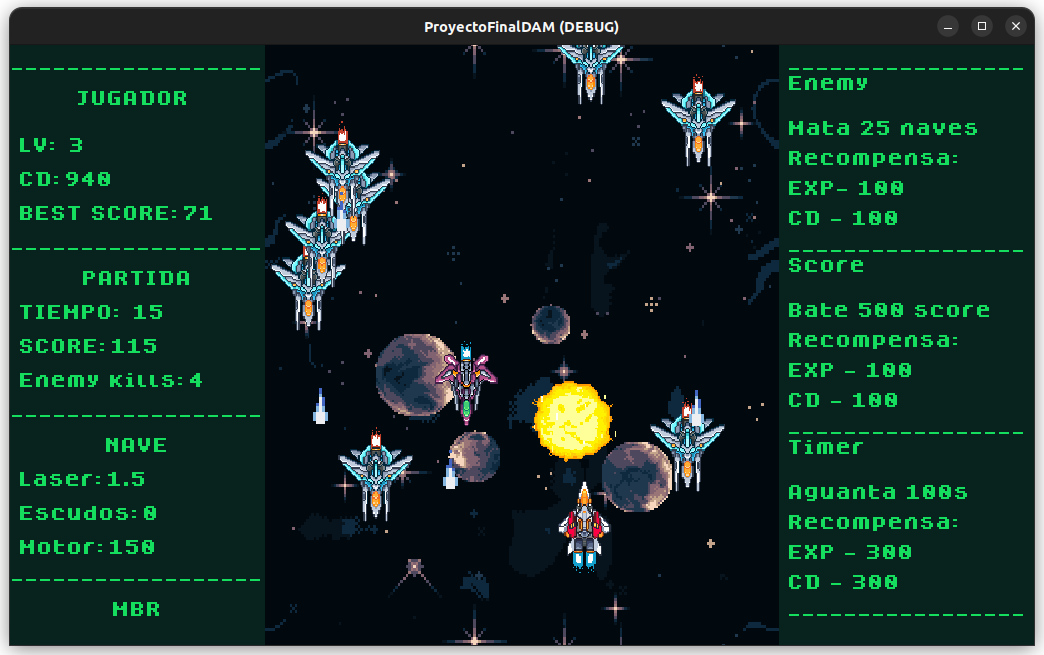 ProyectoFinalDAM (DEBUG)
JUGADOR
LV: 3
CD:940
BEST SCORE:71
PARTIDA
TIEMPO: 15
SCORE:115
Enemy kills:4
NAVE
Laser:1.5
Escudos:0
Motor:150
MBR
Enemy
Mata 25 naves
Recompensa:
EXP- 100
CD - 100
Score
Bate 500 score
Recompensa:
EXP - 100
CD - 100
Timer
Aguanta 100s
Recompensa:
EXP - 300
CD - 300